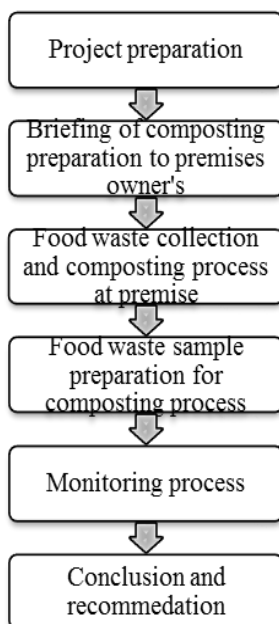 Project preparation
Briefing of composting
preparation to premises
owner's
Food waste collection
and composting process
at premise
Food waste sample
preparation for
composting process
Monitoring process
Conclusion and
recommedation